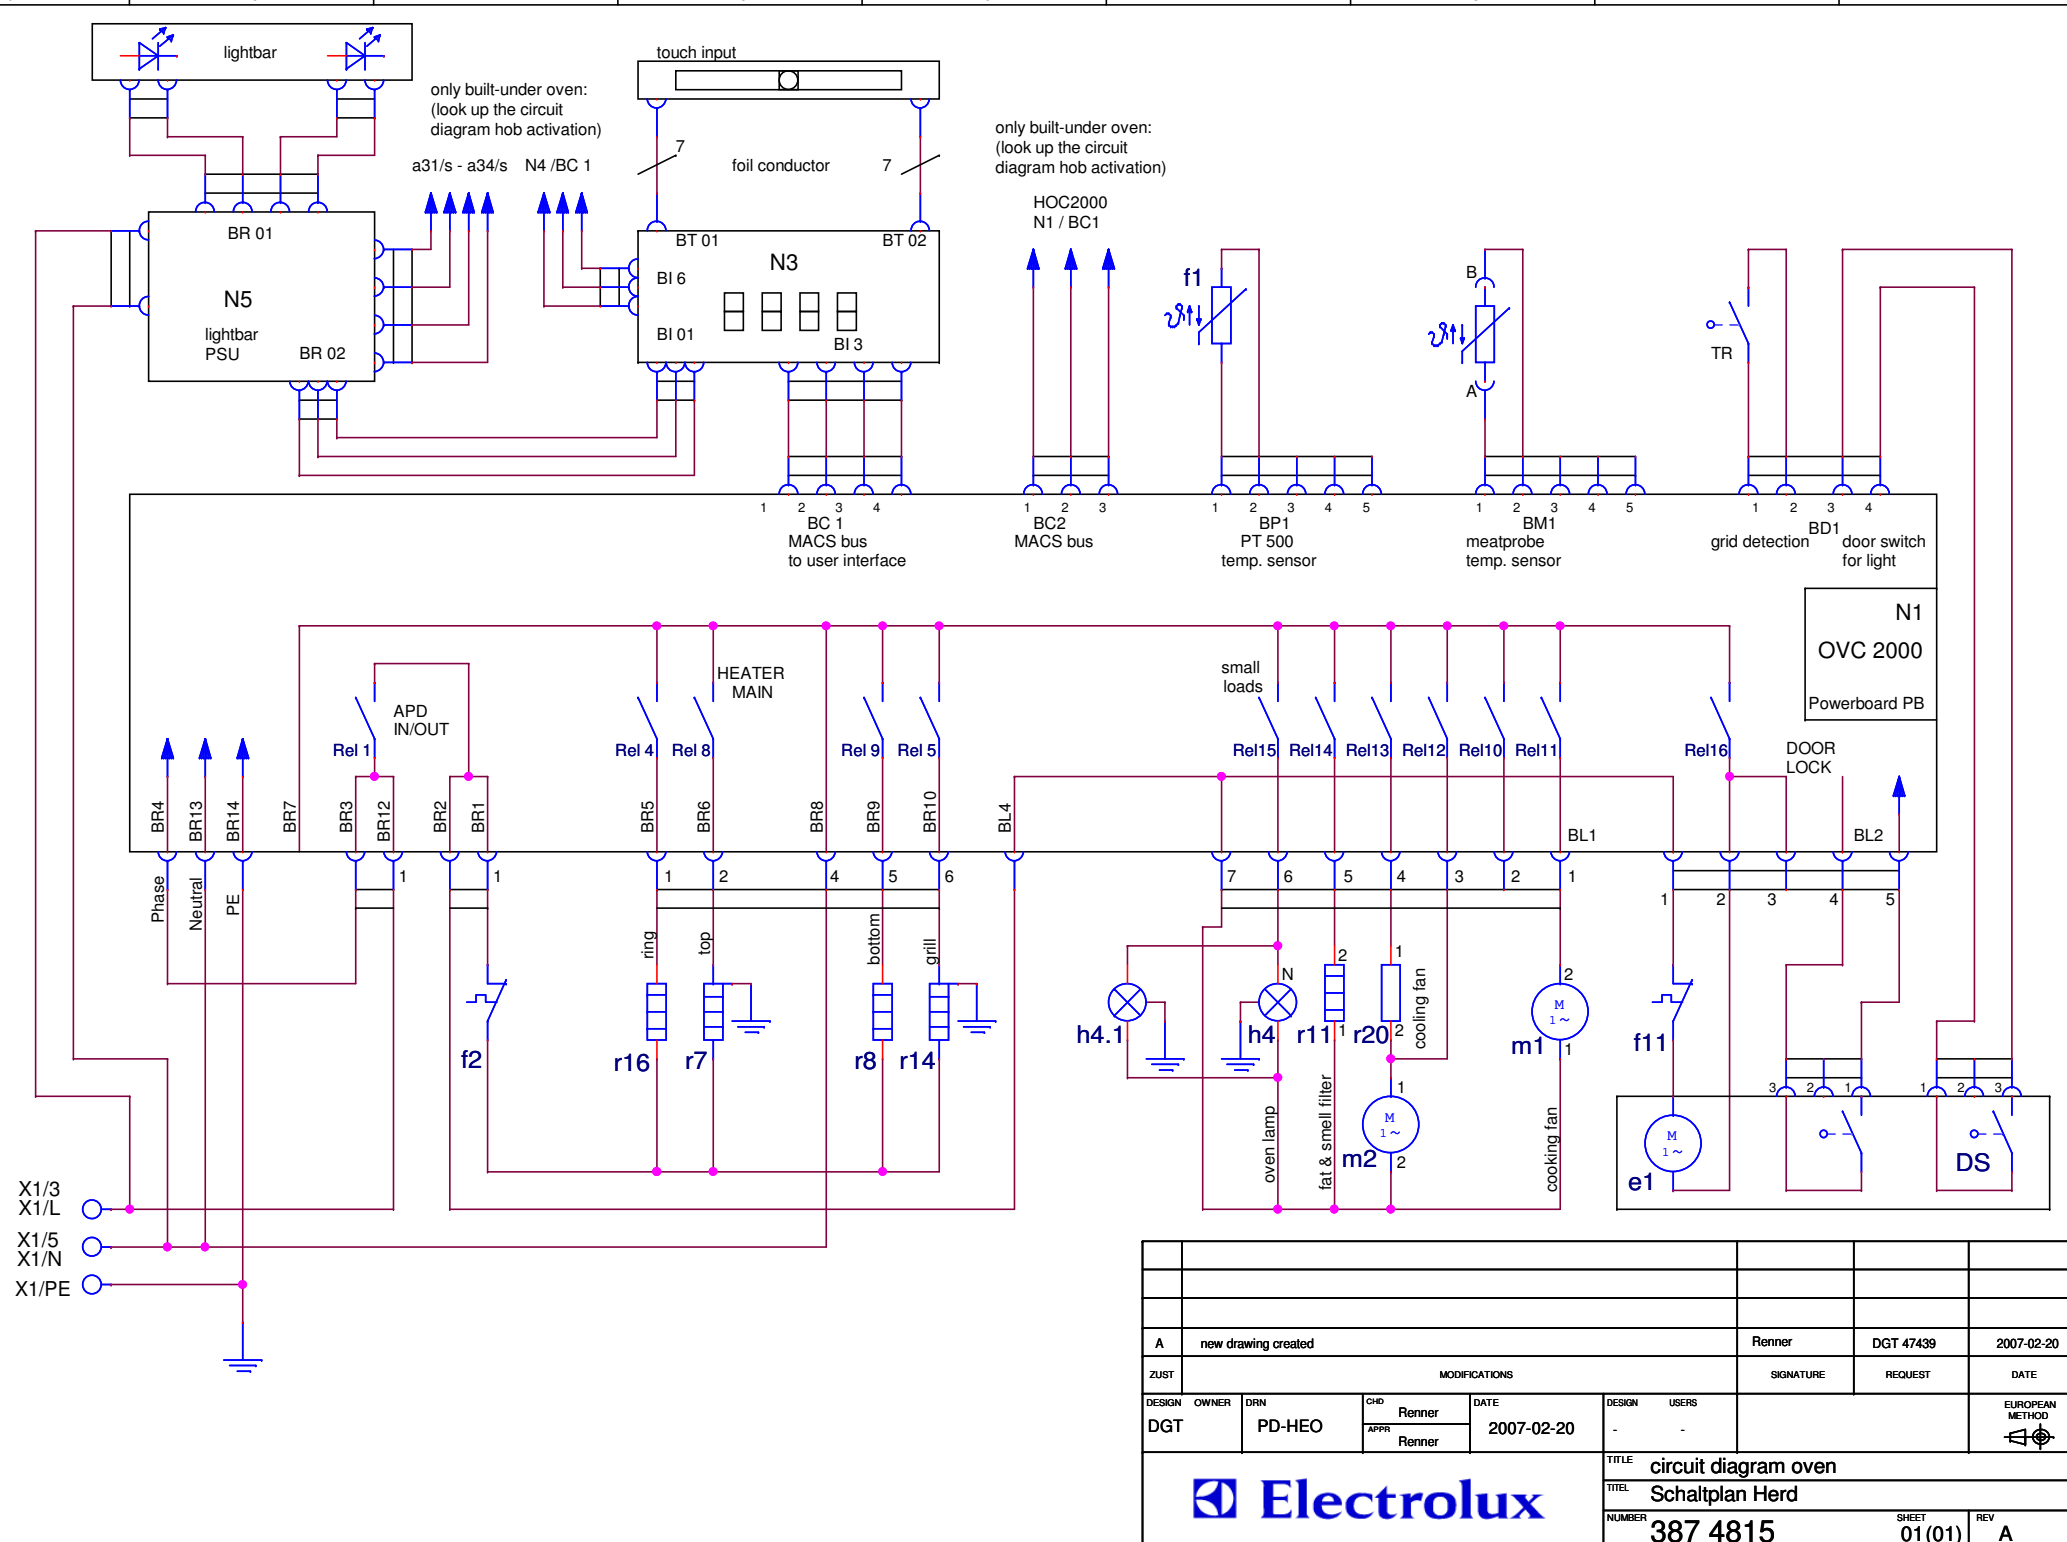 lightbar
touch input
only built-under oven:
(look up the circuit
diagram hob activation)
a31/s - a34/s
N4 /BC 1
7
foil conductor
7
only built-under oven:
(look up the circuit
diagram hob activation)
HOC2000
N1 / BC1
BR 01
N5
lightbar
PSU
BR 02
BT 01
BT 02
N3
BI 6
BI 01
BI 3
f1
ϑ
B
ϑ
A
TR
1 2 3 4
BC 1
MACS bus
to user interface
1 2 3
BC2
MACS bus
1 2 3 4 5
BP1
PT 500
temp. sensor
1 2 3 4 5
BM1
meatprobe
temp. sensor
1 2 3 4
BD1
grid detection
door switch
for light
N1
OVC 2000
Powerboard PB
HEATER
MAIN
small
loads
APD
IN/OUT
Rel 1
Rel 4
Rel 8
Rel 9
Rel 5
Rel15
Rel14
Rel13
Rel12
Rel10
Rel11
Rel16
DOOR
LOCK
BR4
BR13
BR14
BR7
BR3
BR12
BR2
BR1
BR5
BR6
BR8
BR9
BR10
BL4
BL1
BL2
Phase
Neutral
PE
1
1
1 2 4 5 6
7 6 5 4 3 2 1
1 2 3 4 5
ring
top
bottom
grill
f2
r16
r7
r8
r14
h4.1
N
h4
2
r11
1
1
r20
2
cooling fan
2
M
1~
m1
1
f11
oven lamp
fat & smell filter
1
M
1~
m2
2
cooking fan
3 2 1
1 2 3
M
1~
e1
DS
X1/3
X1/L
X1/5
X1/N
X1/PE
A new drawing created Renner DGT 47439 2007-02-20
ZUST MODIFICATIONS SIGNATURE REQUEST DATE
DESIGN OWNER
DGT
DRN
PD-HEO
CHD
Renner
APPR
Renner
DATE
2007-02-20
DESIGN USERS
- -
EUROPEAN
METHOD
Electrolux
TITLE circuit diagram oven
TITEL Schaltplan Herd
NUMBER 387 4815
SHEET 01(01)
REV A